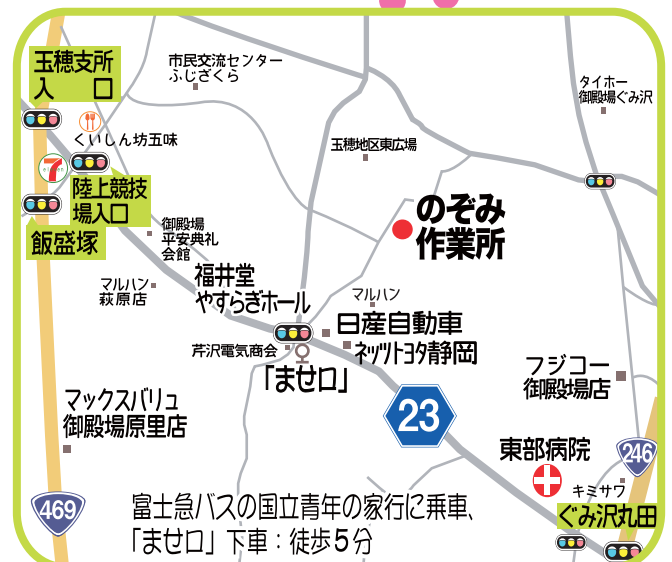 玉穂支所
入口
市民交流センター
ふじざくら
タイホー
御殿場ぐみ沢
くいしん坊五味
玉穂地区東広場
7
陸上競技
場入口
のぞみ
作業所
飯盛塚
御殿場
平安典礼
会館
マルハン
萩原店
福井堂
やすらぎホール
マルハン
日産自動車
芹沢電気商会
ネッツトヨタ静岡
「ませ口」
フジコー
御殿場店
マックスバリュ
御殿場原里店
23
東部病院
246
キミサワ
469
ぐみ沢丸田
富士急バスの国立青年の家行に乗車、
「ませ口」下車：徒歩5分